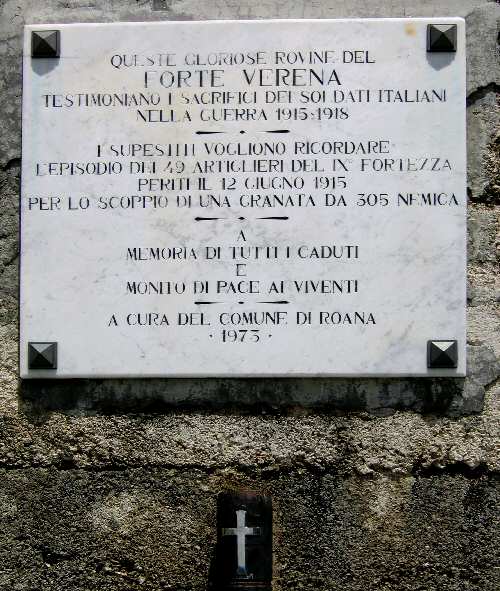 QUESTE GLORIOSE ROVINE DEL
FORTE VERENA
TESTIMONIANO I SACRIFICI DEI SOLDATI ITALIANI
NELLA GUERRA 1915-1918
I SUPESTITI VOGLIONO RICORDARE
L'EPISODIO DEI 49 ARTIGLIERI DEL IX° FORTEZZA
PERITI IL 12 GIUGNO 1915
PER LO SCOPPIO DI UNA GRANATA DA 305 NEMICA
A
MEMORIA DI TUTTI I CADUTI
E
MONITO DI PACE AI VIVENTI
A CURA DEL COMUNE DI ROANA
· 1973 ·